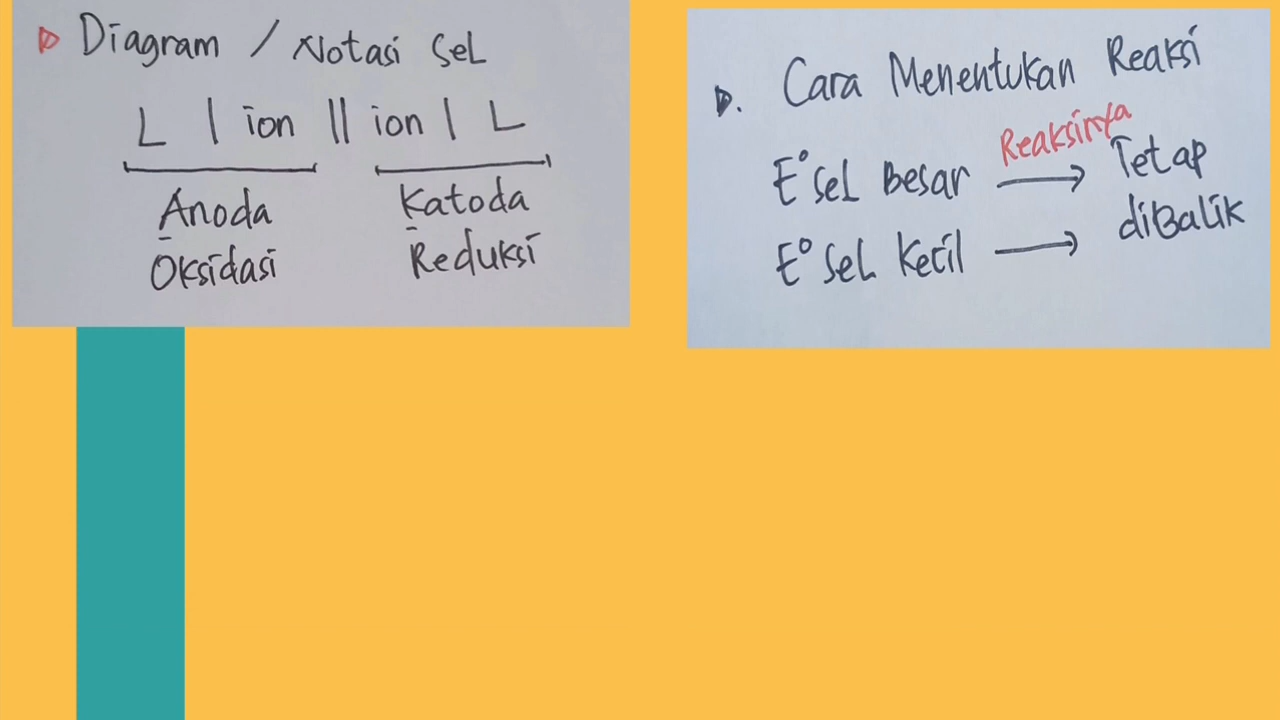 Diagram / Notasi Sel
L | ion || ion | L
Anoda Katoda
Oksidasi Reduksi
Cara Menentukan Reaksi
E° Sel Besar Reaksinya → Tetap
E° Sel Kecil → diBalik